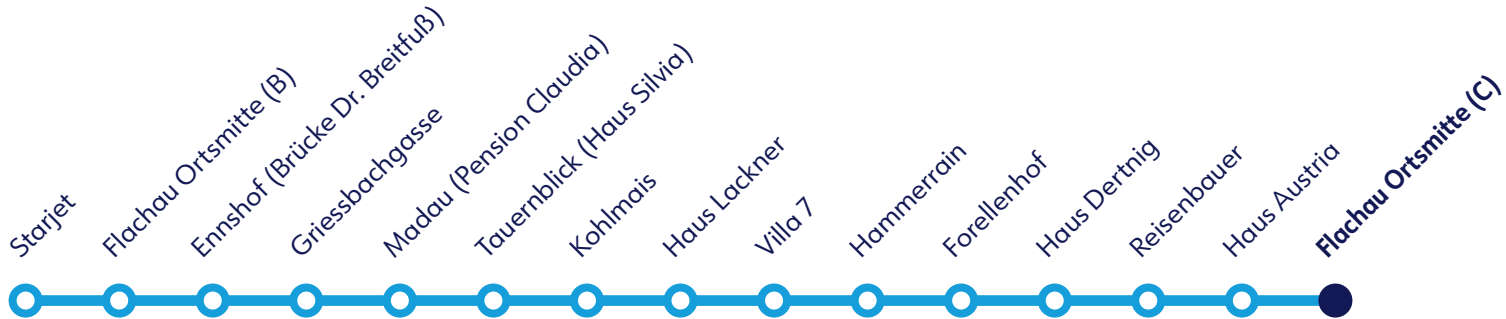 Starjet
Flachau Ortsmitte (B)
Ennshof (Brücke Dr. Breitfuß)
Griessbachgasse
Madau (Pension Claudia)
Tauernblick (Haus Silvia)
Kohlmais
Haus Lackner
Villa 7
Hammerrain
Forellenhof
Haus Dertnig
Reisenbauer
Haus Austria
Flachau Ortsmitte (C)